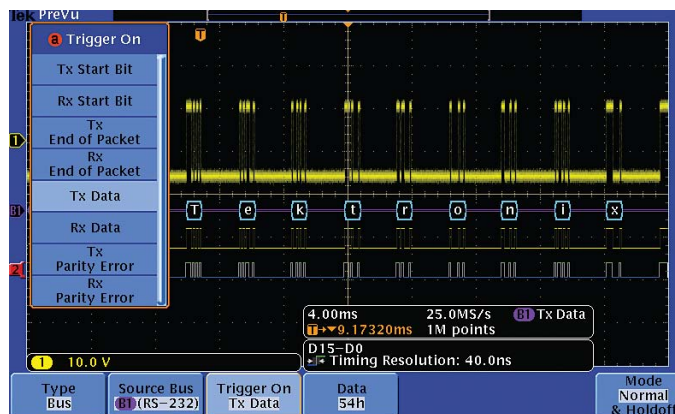 Tek PreVu
a Trigger On
Tx Start Bit
Rx Start Bit
Tx
End of Packet
Rx
End of Packet
Tx Data
Rx Data
Tx
Parity Error
Rx
Parity Error
T
T
1
B1
T e k t r o n i x
2
4.00ms 25.0MS/s B1 Tx Data
T→▼9.17320ms 1M points
D15-D0
Timing Resolution: 40.0ns
1 10.0 V
Type
Bus
Source Bus
B1 (RS-232)
Trigger On
Tx Data
Data
54h
Mode
Normal
& Holdoff